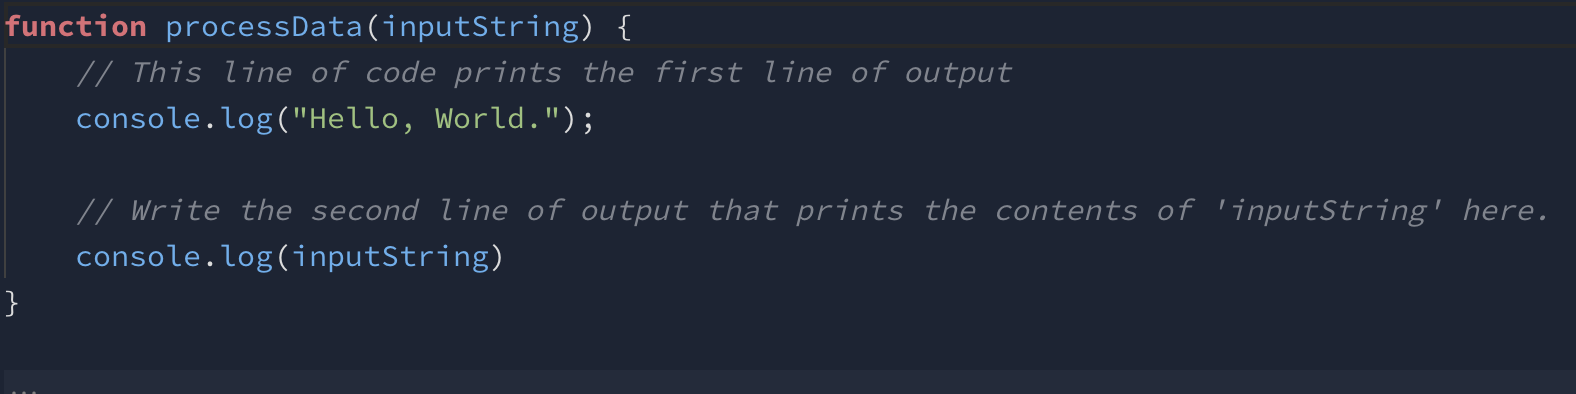 function processData(inputString) {
    // This line of code prints the first line of output
    console.log("Hello, World.");
    // Write the second line of output that prints the contents of 'inputString' here.
    console.log(inputString)
}
...